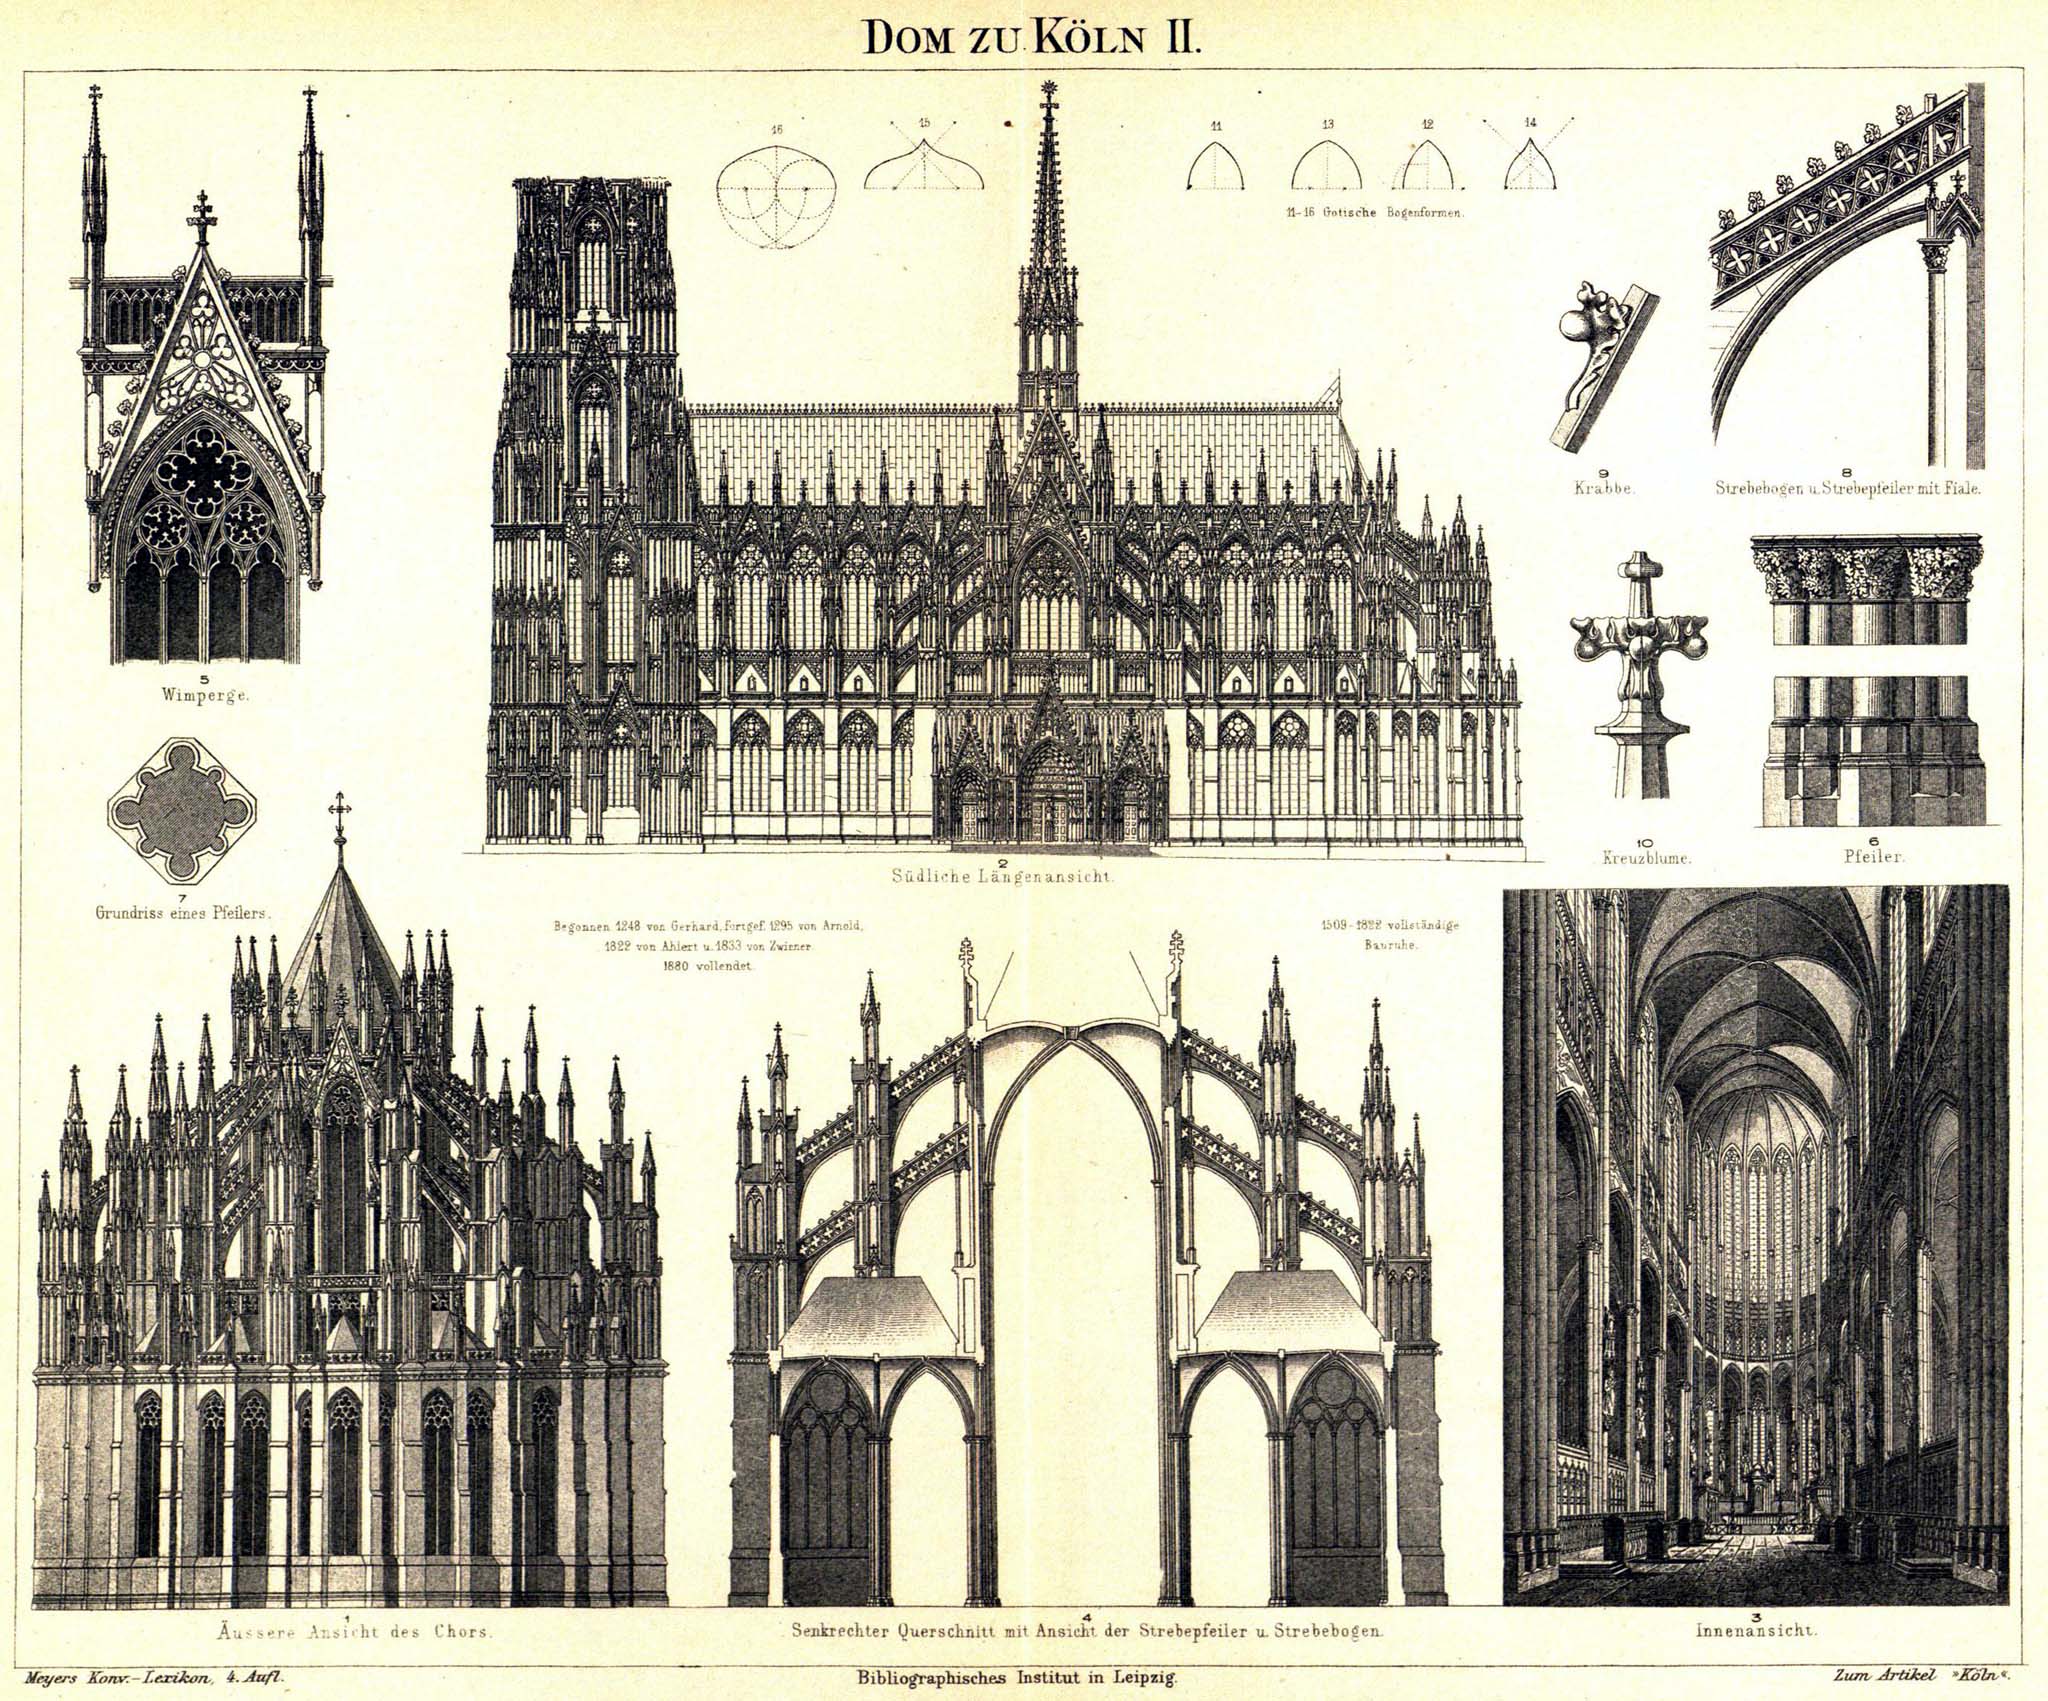 DOM ZU KÖLN II.
16
15
11
13
12
14
11-16 Gotische Bogenformen.
5
Wimperge.
9
Krabbe.
8
Strebebogen u. Strebepfeiler mit Fiale.
7
Grundriss eines Pfeilers.
2
Südliche Längenansicht.
10
Kreuzblume.
6
Pfeiler.
Begonnen 1248 von Gerhard, fortgef. 1295 von Arnold,
1822 von Ahlert u. 1833 von Zwirner.
1880 vollendet.
1509-1822 vollständige
Bauruhe.
1
Äussere Ansicht des Chors.
4
Senkrechter Querschnitt mit Ansicht der Strebepfeiler u. Strebebogen.
3
Innenansicht.
Meyers Konv.-Lexikon, 4. Aufl.
Bibliographisches Institut in Leipzig.
Zum Artikel »Köln«.